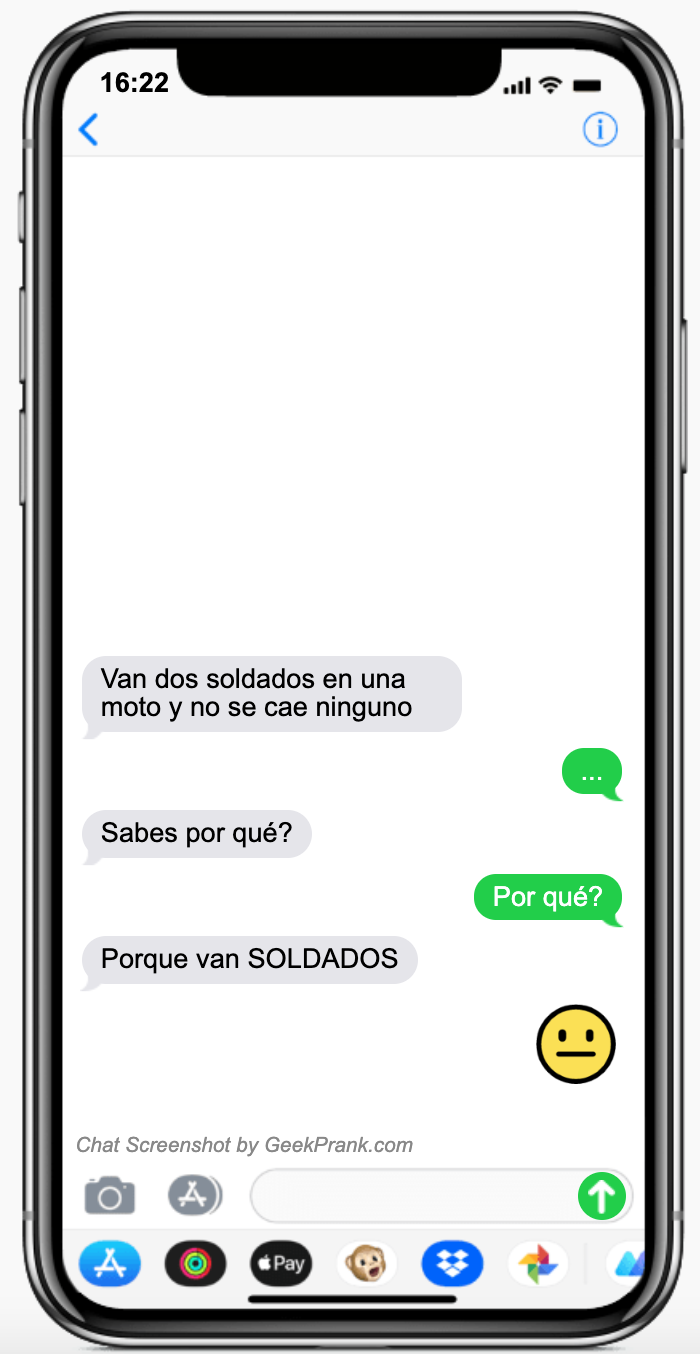 16:22
Van dos soldados en una
moto y no se cae ninguno
...
Sabes por qué?
Por qué?
Porque van SOLDADOS
Chat Screenshot by GeekPrank.com
Pay